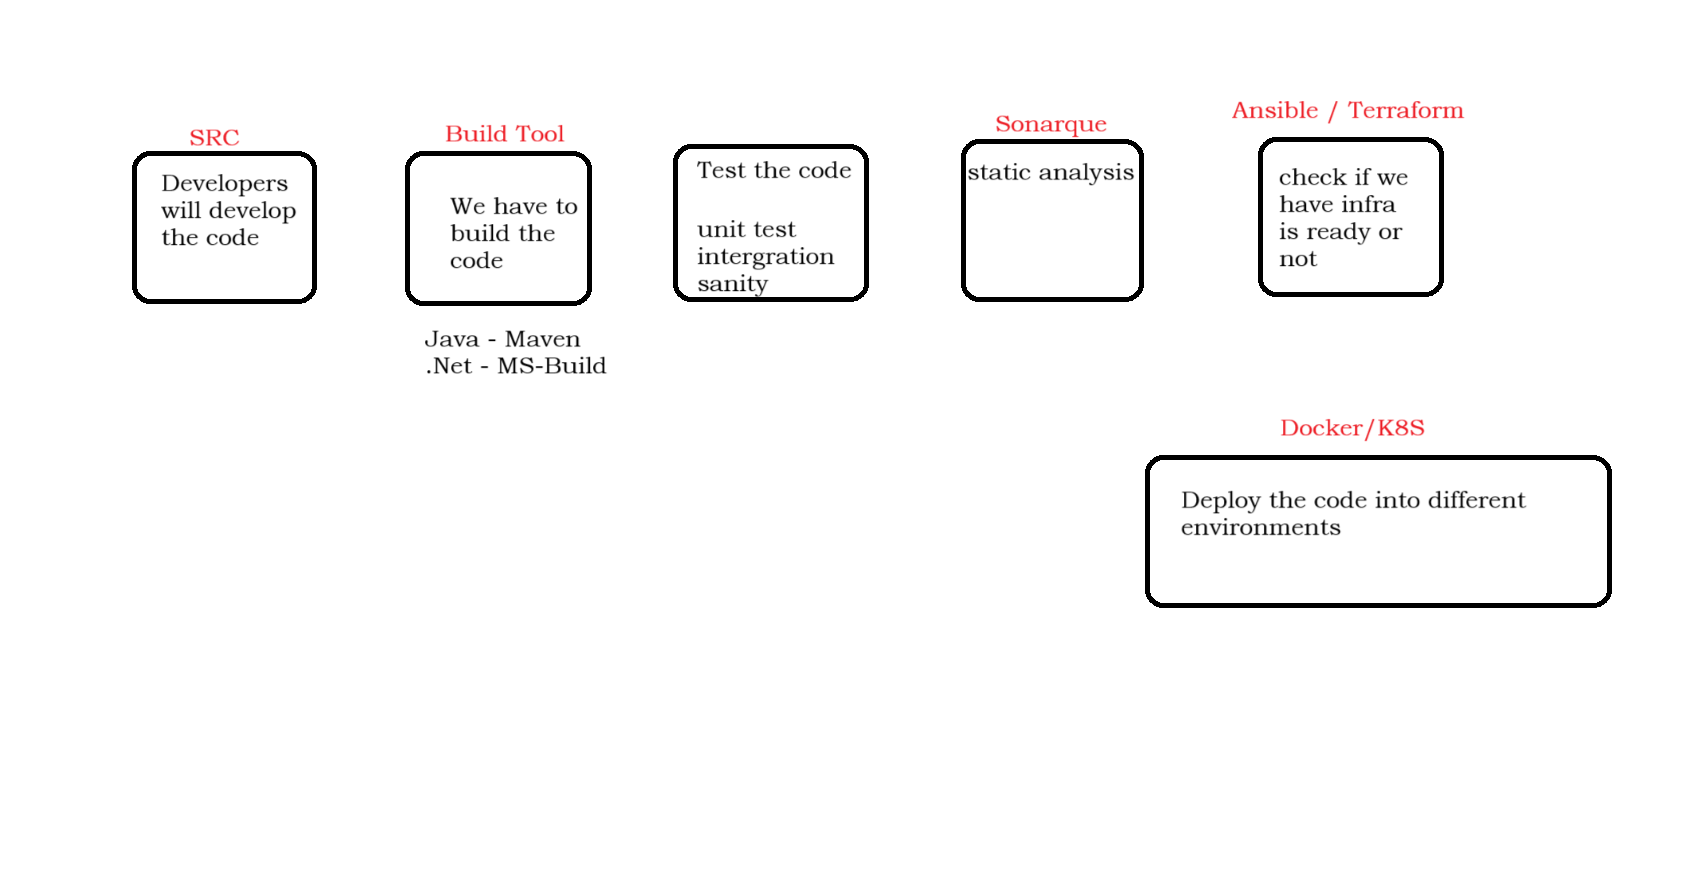 SRC
Developers
will develop
the code
Build Tool
We have to
build the
code
Java - Maven
.Net - MS-Build
Test the code
unit test
intergration
sanity
Sonarque
static analysis
Ansible / Terraform
check if we
have infra
is ready or
not
Docker/K8S
Deploy the code into different
environments